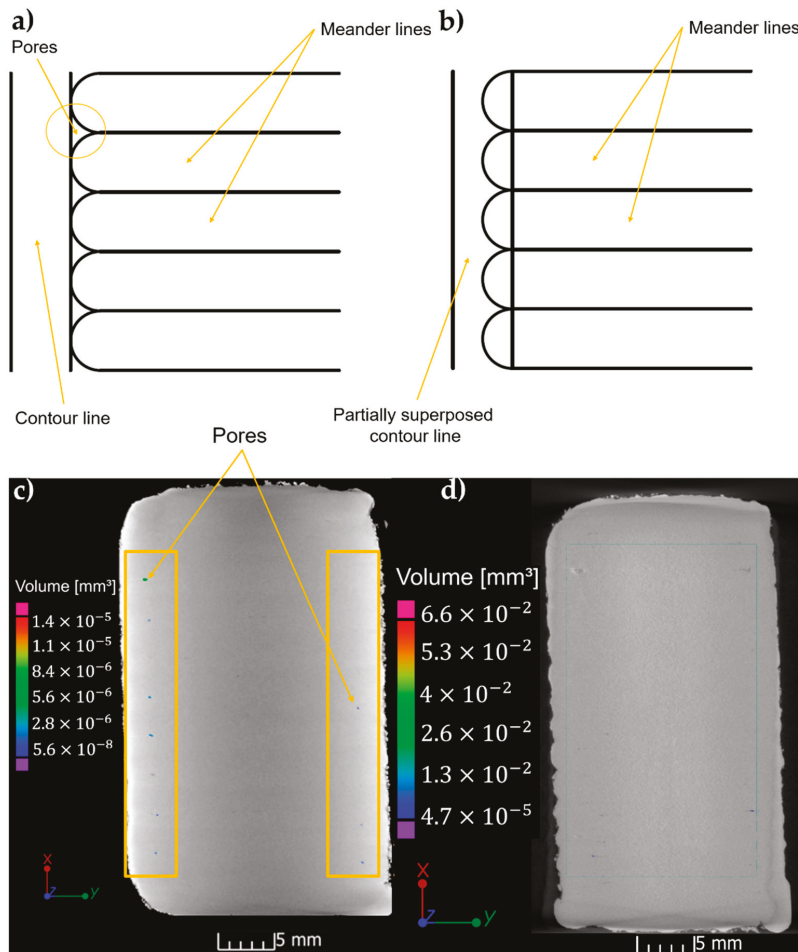 a)
Pores
Meander lines
Contour line
b)
Meander lines
Partially superposed
contour line
Pores
c)
Volume [mm³]
1.4 × 10⁻⁵
1.1 × 10⁻⁵
8.4 × 10⁻⁶
5.6 × 10⁻⁶
2.8 × 10⁻⁶
5.6 × 10⁻⁸
X
Z
Y
5 mm
d)
Volume [mm³]
6.6 × 10⁻²
5.3 × 10⁻²
4 × 10⁻²
2.6 × 10⁻²
1.3 × 10⁻²
4.7 × 10⁻⁵
X
Z
Y
5 mm